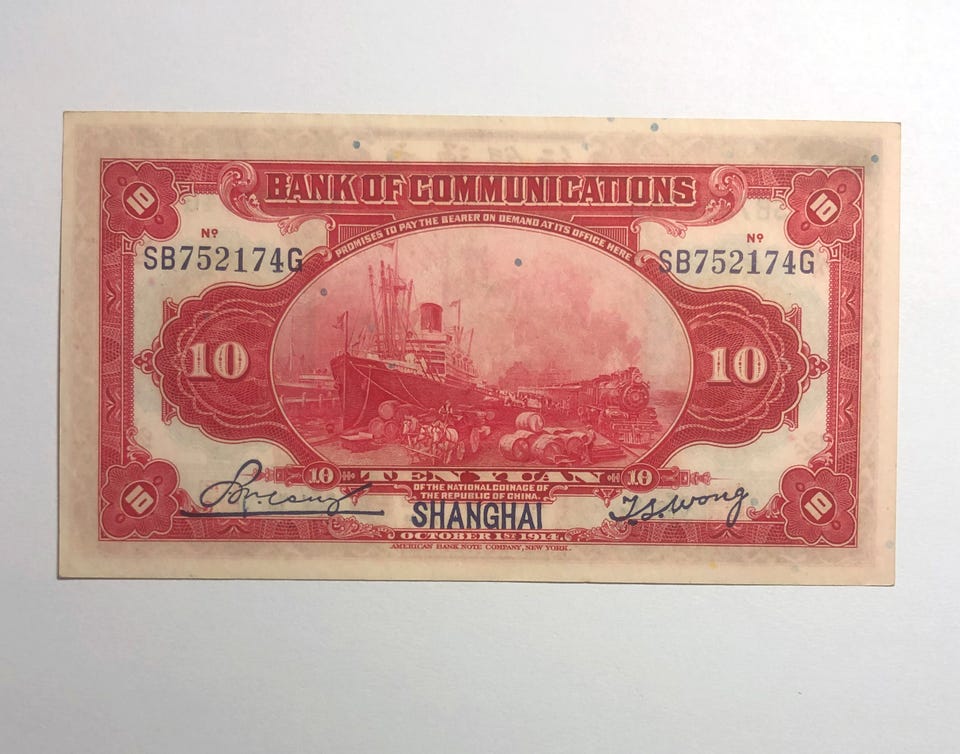 BANK OF COMMUNICATIONS
PROMISES TO PAY THE BEARER ON DEMAND AT ITS OFFICE HERE
10 10
Nº Nº
SB752174G SB752174G
10 10
10 TEN YUAN 10
OF THE NATIONAL COINAGE OF
THE REPUBLIC OF CHINA.
T.S. Wong
SHANGHAI
10 10
OCTOBER 1ST 1914.
AMERICAN BANK NOTE COMPANY, NEW YORK.